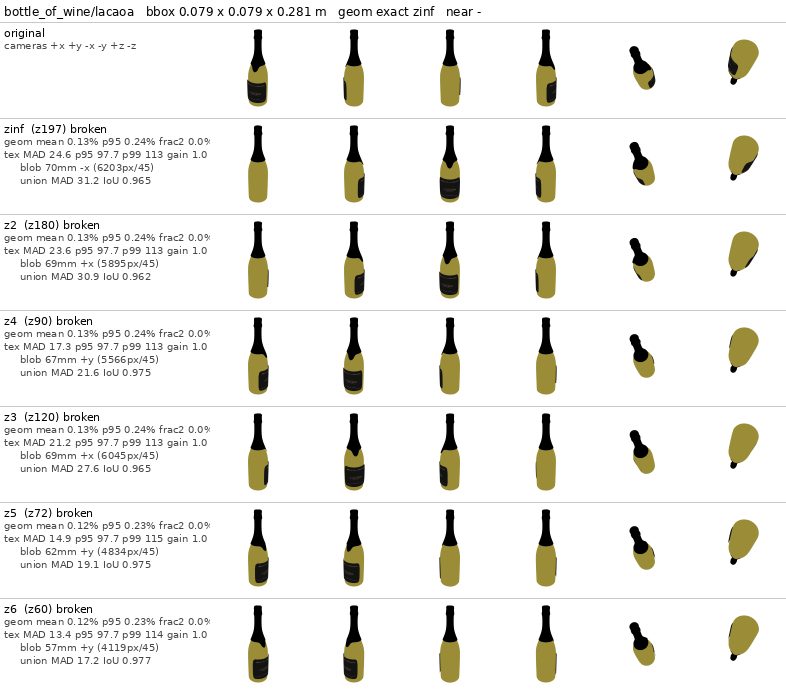 bottle_of_wine/lacaoa bbox 0.079 x 0.079 x 0.281 m geom exact zinf near -
original
cameras +x +y -x -y +z -z
zinf (z197) broken
geom mean 0.13% p95 0.24% frac2 0.0%
tex MAD 24.6 p95 97.7 p99 113 gain 1.0
blob 70mm -x (6203px/45)
union MAD 31.2 IoU 0.965
z2 (z180) broken
geom mean 0.13% p95 0.24% frac2 0.0%
tex MAD 23.6 p95 97.7 p99 113 gain 1.0
blob 69mm +x (5895px/45)
union MAD 30.9 IoU 0.962
z4 (z90) broken
geom mean 0.13% p95 0.24% frac2 0.0%
tex MAD 17.3 p95 97.7 p99 113 gain 1.0
blob 67mm +y (5566px/45)
union MAD 21.6 IoU 0.975
z3 (z120) broken
geom mean 0.13% p95 0.24% frac2 0.0%
tex MAD 21.2 p95 97.7 p99 113 gain 1.0
blob 69mm +x (6045px/45)
union MAD 27.6 IoU 0.965
z5 (z72) broken
geom mean 0.12% p95 0.23% frac2 0.0%
tex MAD 14.9 p95 97.7 p99 115 gain 1.0
blob 62mm +y (4834px/45)
union MAD 19.1 IoU 0.975
z6 (z60) broken
geom mean 0.12% p95 0.23% frac2 0.0%
tex MAD 13.4 p95 97.7 p99 114 gain 1.0
blob 57mm +y (4119px/45)
union MAD 17.2 IoU 0.977